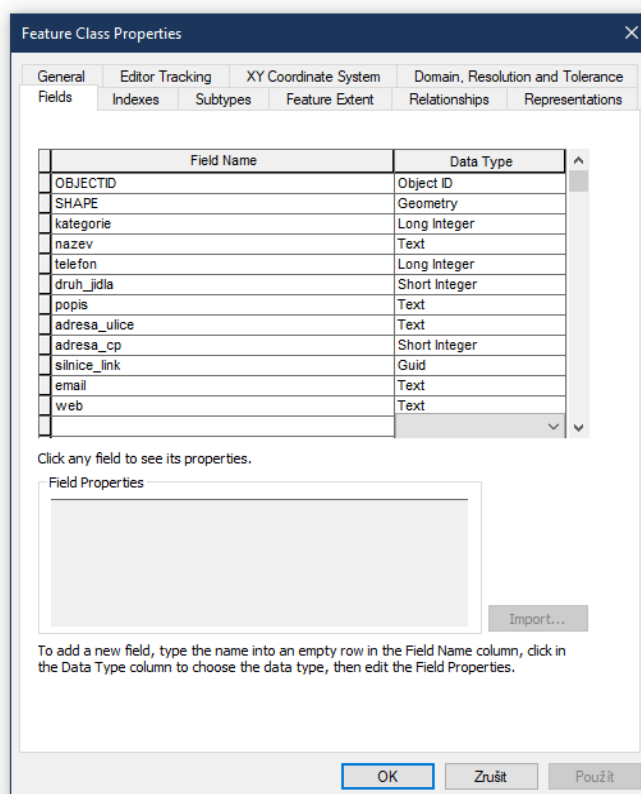 Feature Class Properties
General Editor Tracking XY Coordinate System Domain, Resolution and Tolerance
Fields Indexes Subtypes Feature Extent Relationships Representations
Field Name Data Type
OBJECTID Object ID
SHAPE Geometry
kategorie Long Integer
nazev Text
telefon Long Integer
druh_jidla Short Integer
popis Text
adresa_ulice Text
adresa_cp Short Integer
silnice_link Guid
email Text
web Text
Click any field to see its properties.
Field Properties
Import...
To add a new field, type the name into an empty row in the Field Name column, click in
the Data Type column to choose the data type, then edit the Field Properties.
OK Zrušit Použít